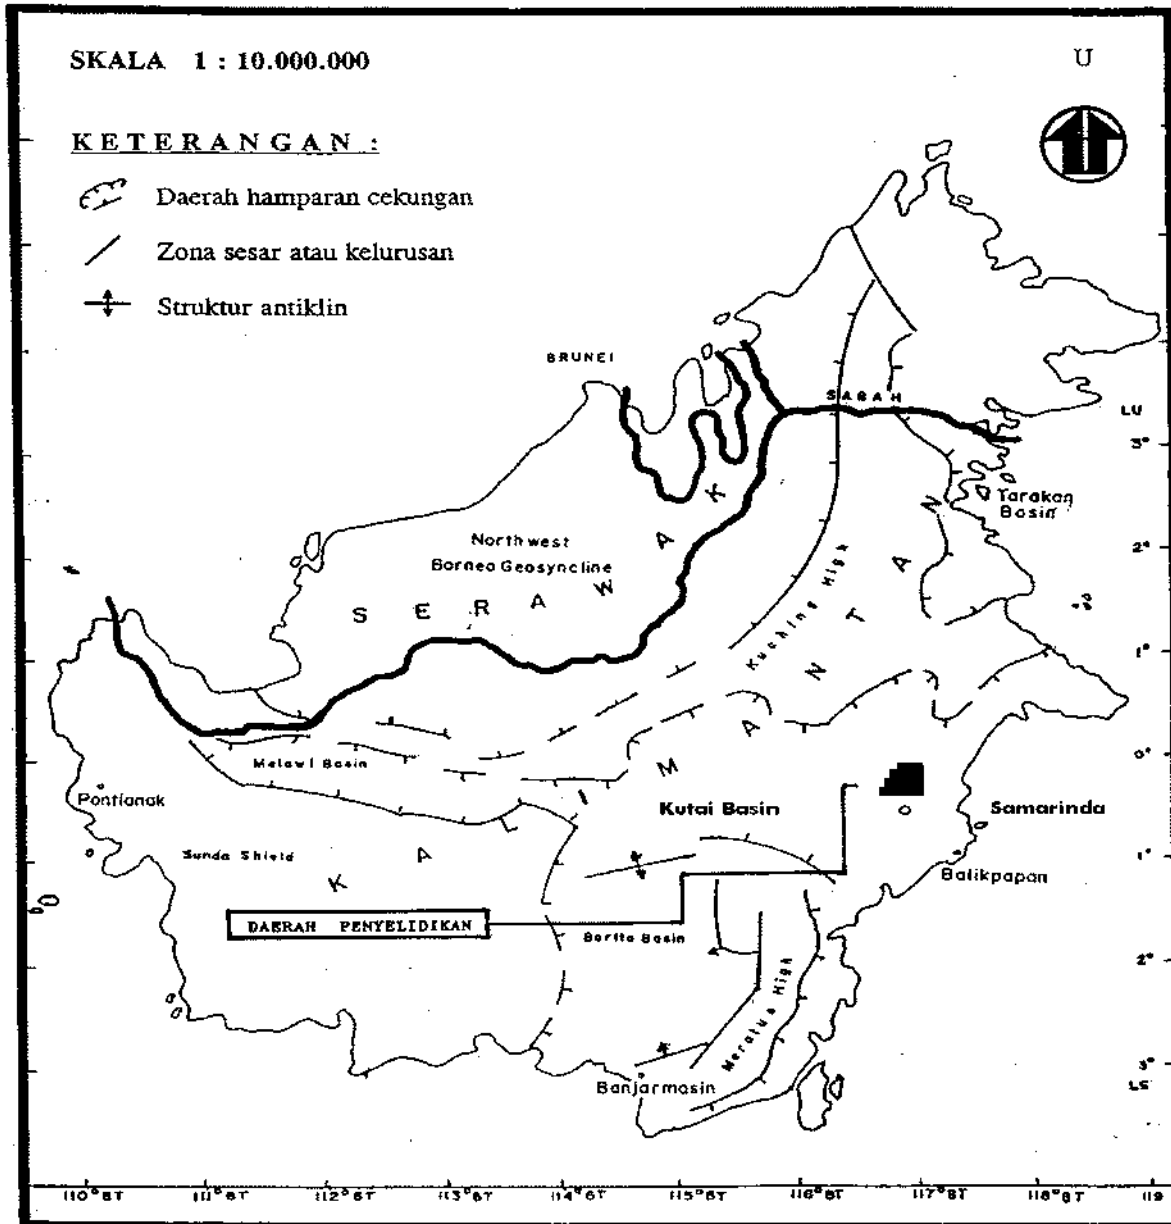 SKALA 1 : 10.000.000
U
KETERANGAN :
Daerah hamparan cekungan
Zona sesar atau kelurusan
Struktur antiklin
BRUNEI
SABAH
LU
3°
Tarakan
Basin
Northwest
Borneo Geosyncline
2°
SERAWAK
Kuching High
1°
KALIMANTAN
0°
Melawi Basin
Pontianak
Kutai Basin
Samarinda
Sunda Shield
1°
Balikpapan
DAERAH PENYELIDIKAN
Barito Basin
2°
Meratus High
3°
LS
Banjarmasin
110°BT
111°BT
112°BT
113°BT
114°BT
115°BT
116°BT
117°BT
118°BT
119